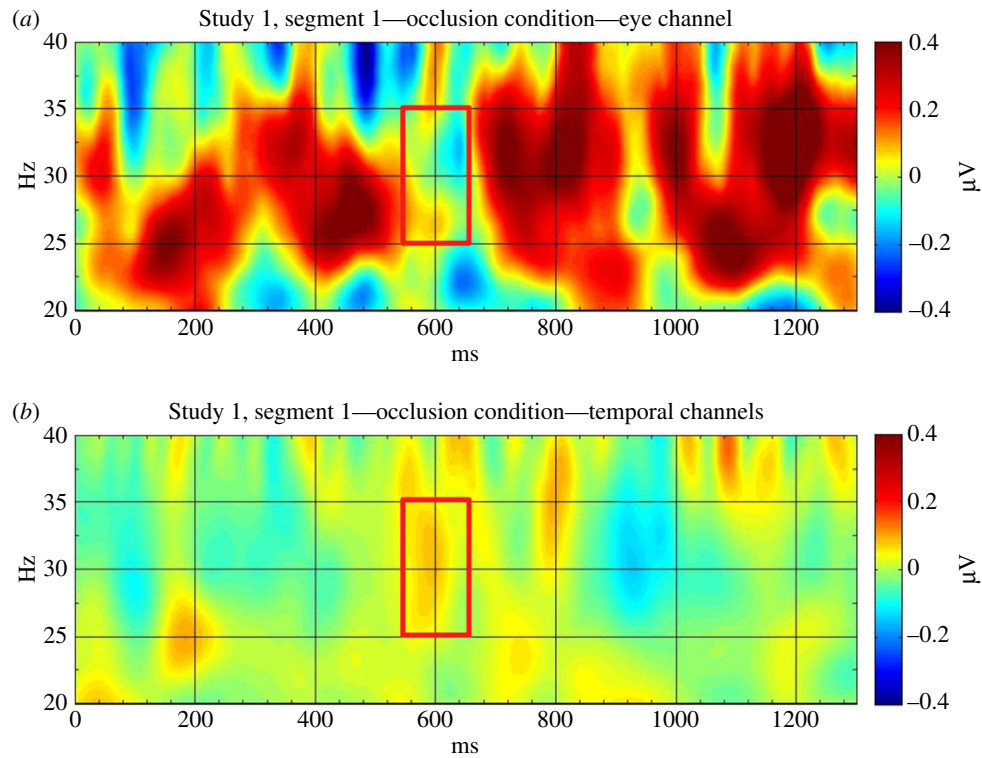 (a)
Study 1, segment 1—occlusion condition—eye channel
40
35
30
25
20
Hz
0 200 400 600 800 1000 1200
ms
0.4
0.2
0
–0.2
–0.4
µV
(b)
Study 1, segment 1—occlusion condition—temporal channels
40
35
30
25
20
Hz
0 200 400 600 800 1000 1200
ms
0.4
0.2
0
–0.2
–0.4
µV